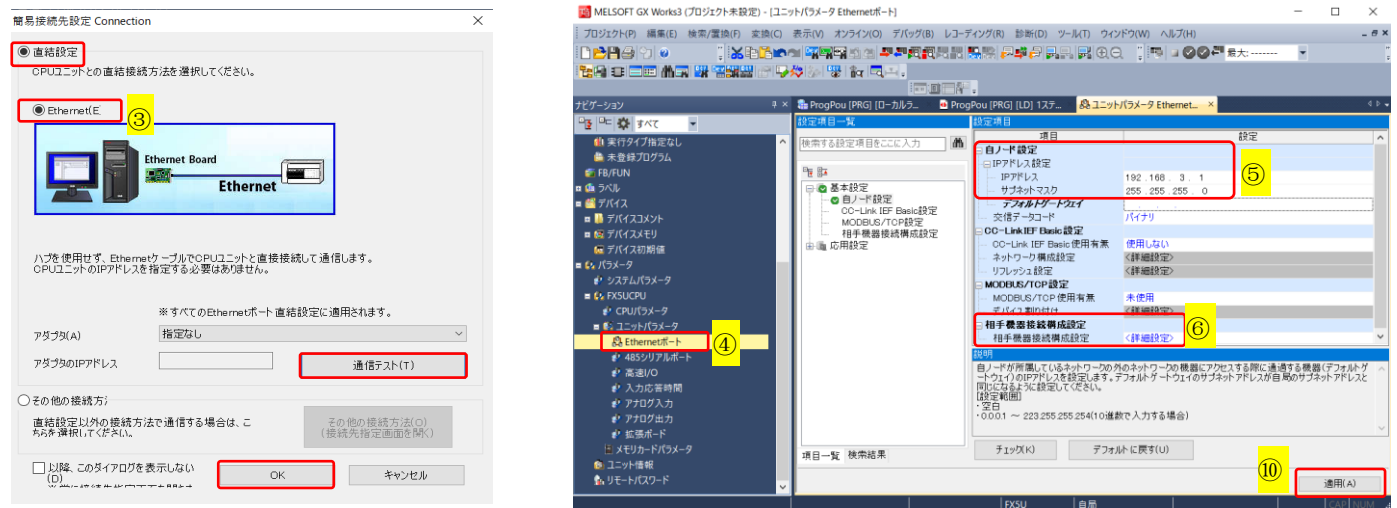 簡易接続先設定 Connection
直結設定
CPUユニットとの直結接続方法を選択してください。
Ethernet(E
③
Ethernet Board
Ethernet
ハブを使用せず、EthernetケーブルでCPUユニットと直接接続して通信します。
CPUユニットのIPアドレスを指定する必要はありません。
※すべてのEthernetポート直結設定に適用されます。
アダプタ(A)
指定なし
アダプタのIPアドレス
通信テスト(T)
その他の接続方
直結設定以外の接続方法で通信する場合は、こ
ちらを選択してください。
その他の接続方法(O)
(接続先指定画面を開く)
以降、このダイアログを表示しない
(D)
OK
キャンセル
MELSOFT GX Works3 (プロジェクト未設定) - [ユニットパラメータ Ethernetポート]
プロジェクト(P) 編集(E) 検索/置換(F) 変換(C) 表示(V) オンライン(O) デバッグ(B) レコーディング(R) 診断(D) ツール(T) ウィンドウ(W) ヘルプ(H)
最大:
ナビゲーション
すべて
実行タイプ指定なし
未登録プログラム
FB/FUN
ラベル
デバイス
デバイスコメント
デバイスメモリ
デバイス初期値
パラメータ
システムパラメータ
FX5UCPU
CPUパラメータ
ユニットパラメータ
Ethernetポート
④
485シリアルポート
高速I/O
入力応答時間
アナログ入力
アナログ出力
拡張ボード
メモリカードパラメータ
ユニット情報
リモートパスワード
ProgPou [PRG] [ローカルラ...
ProgPou [PRG] [LD] 1ステ...
ユニットパラメータ Ethernet...
設定項目一覧
検索する設定項目をここに入力
基本設定
自ノード設定
CC-Link IEF Basic設定
MODBUS/TCP設定
相手機器接続構成設定
応用設定
項目一覧 検索結果
設定項目
項目 設定
自ノード設定
IPアドレス設定
IPアドレス 192 . 168 . 3 . 1
⑤
サブネットマスク 255 . 255 . 255 . 0
デフォルトゲートウェイ . . .
交信データコード バイナリ
CC-Link IEF Basic設定
CC-Link IEF Basic使用有無 使用しない
ネットワーク構成設定 <詳細設定>
リフレッシュ設定 <詳細設定>
MODBUS/TCP設定
MODBUS/TCP使用有無 未使用
デバイス割り付け <詳細設定>
相手機器接続構成設定
⑥
相手機器接続構成設定 <詳細設定>
説明
自ノードが所属しているネットワークの外のネットワークの機器にアクセスする際に通過する機器(デフォルトゲ
ートウェイ)のIPアドレスを設定します。デフォルトゲートウェイのサブネットアドレスが自局のサブネットアドレスと
同じになるように設定してください。
[設定範囲]
・空白
・0.0.0.1 ～ 223.255.255.254(10進数で入力する場合)
チェック(K)
デフォルトに戻す(U)
⑩
適用(A)
FX5U
自局
CAP NUM